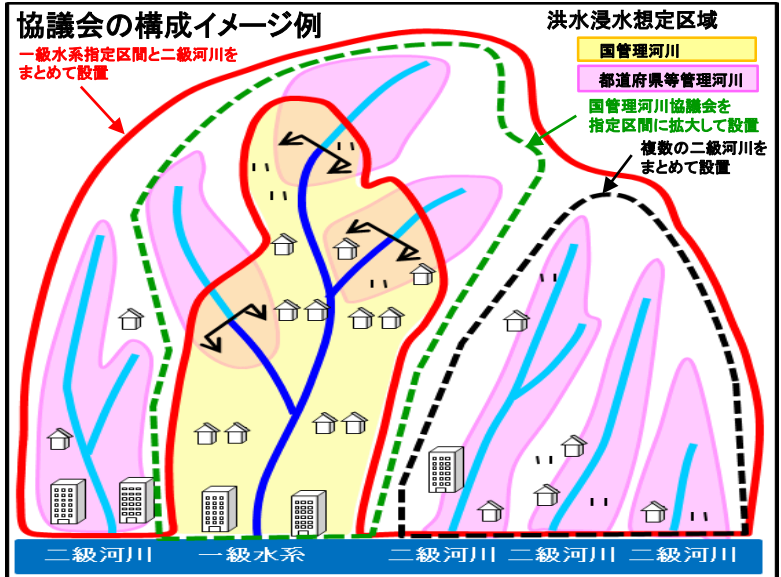 協議会の構成イメージ例
一級水系指定区間と二級河川を
まとめて設置
洪水浸水想定区域
国管理河川
都道府県等管理河川
国管理河川協議会を
指定区間に拡大して設置
複数の二級河川を
まとめて設置
二級河川 一級水系 二級河川 二級河川 二級河川